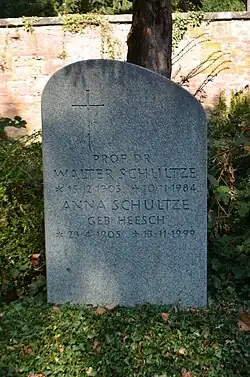 PROF. DR.
WALTER SCHULTZE
* 15·12·1903 + 10·11·1984
ANNA SCHULTZE
GEB·HEESCH
* 23·4·1905 + 13·11·1999